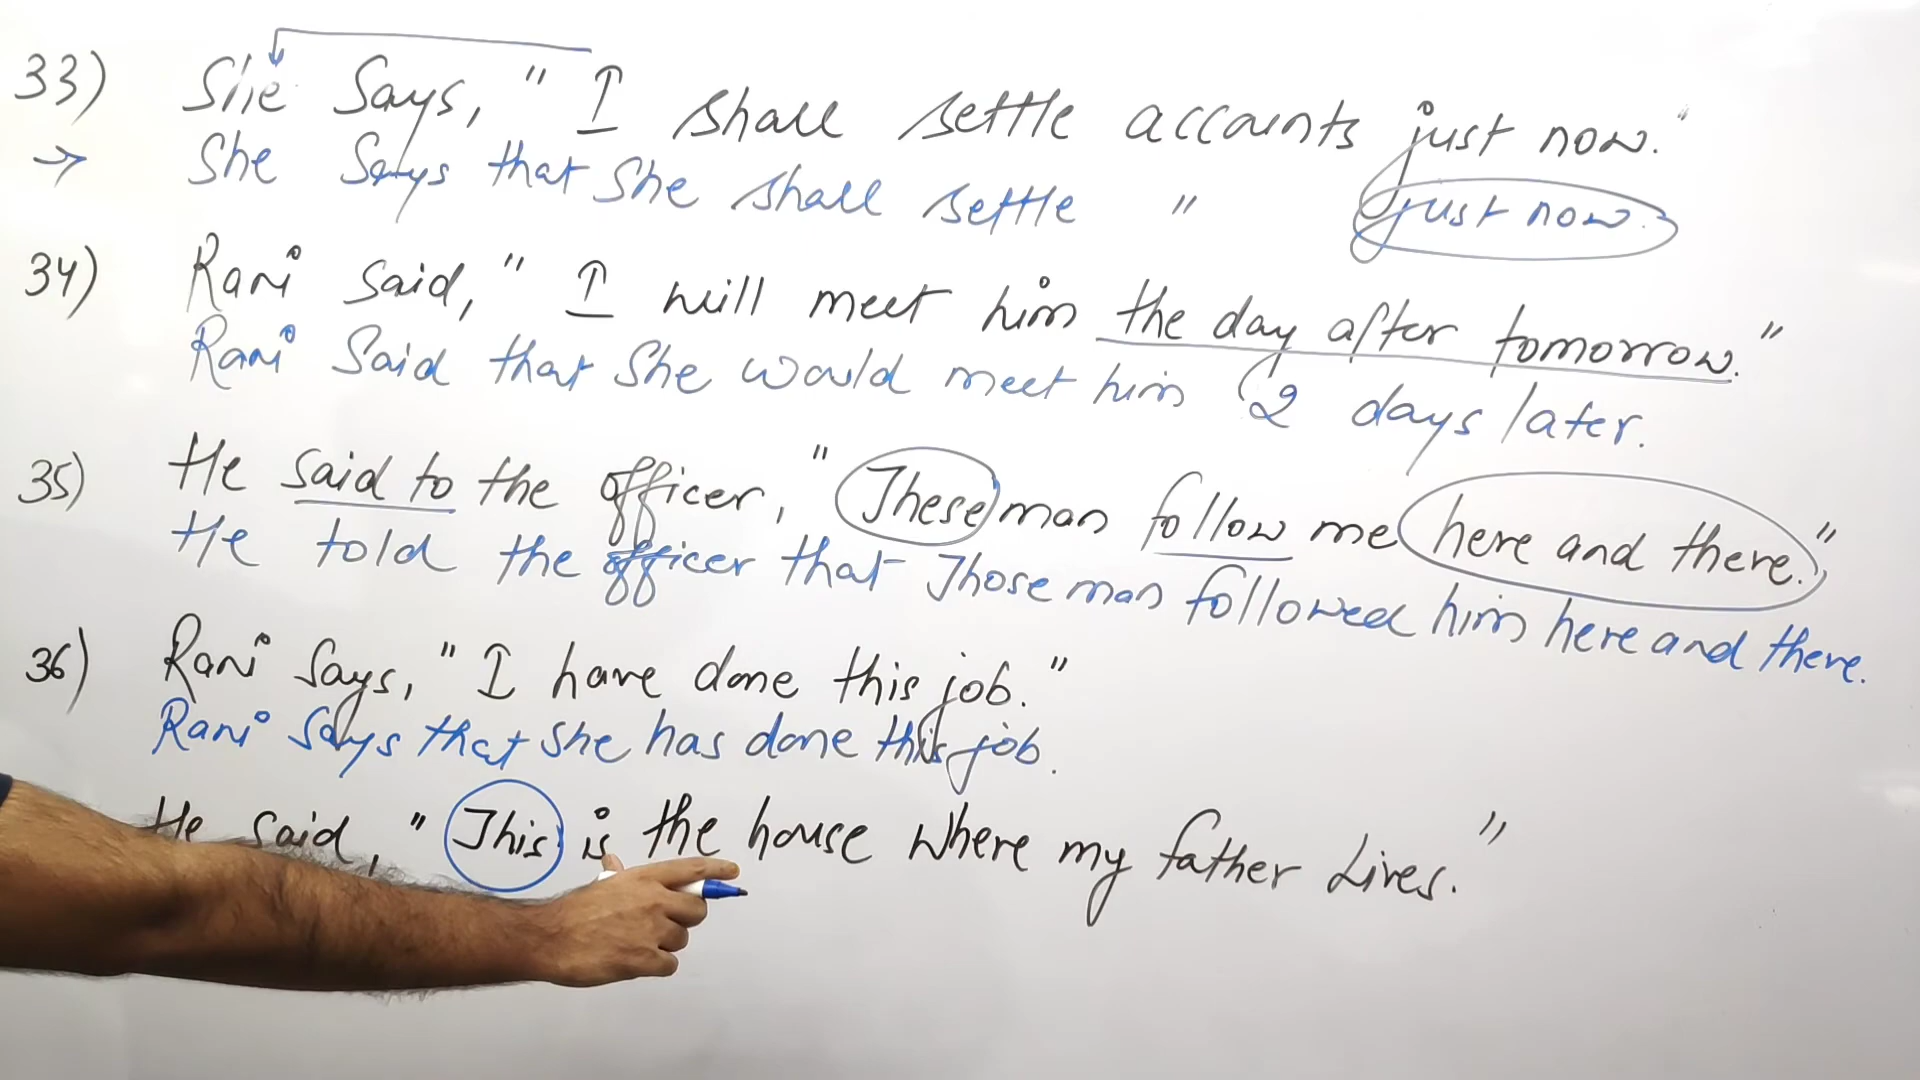 33) She Says, " I shall settle accounts just now."
→ She Says that She shall settle " just now.
34) Rani Said, " I will meet him the day after tomorrow."
Rani Said that She would meet him 2 days later.
35) He said to the officer, " These man follow me here and there."
He told the officer that Those man followed him here and there.
36) Rani Says, " I have done this job. "
Rani Says that She has done this job.
He Said, " This is the house where my father Lives. "